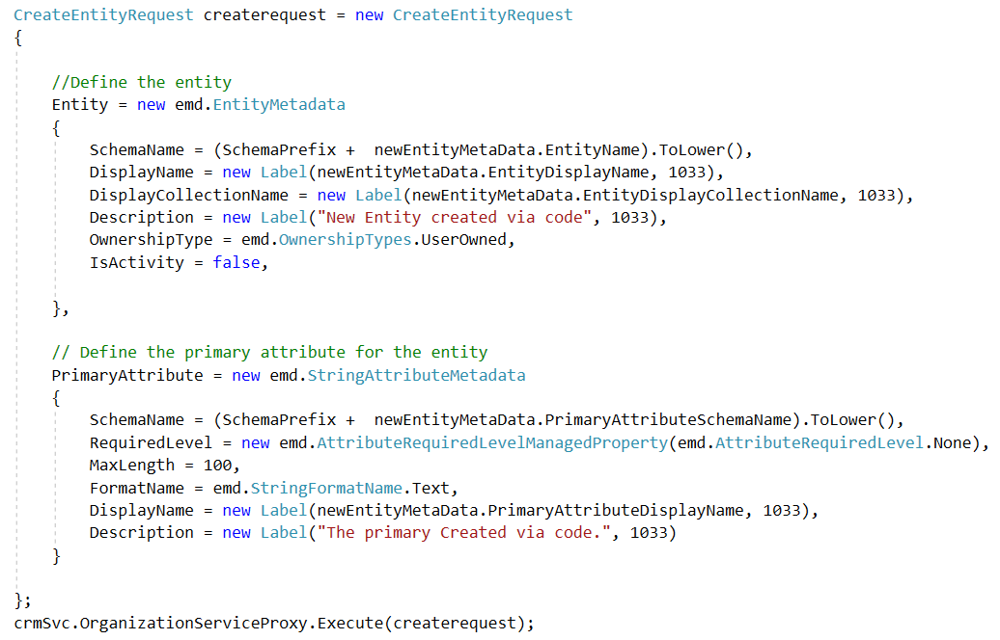 CreateEntityRequest createrequest = new CreateEntityRequest
{
//Define the entity
Entity = new emd.EntityMetadata
{
SchemaName = (SchemaPrefix +  newEntityMetaData.EntityName).ToLower(),
DisplayName = new Label(newEntityMetaData.EntityDisplayName, 1033),
DisplayCollectionName = new Label(newEntityMetaData.EntityDisplayCollectionName, 1033),
Description = new Label("New Entity created via code", 1033),
OwnershipType = emd.OwnershipTypes.UserOwned,
IsActivity = false,
},
// Define the primary attribute for the entity
PrimaryAttribute = new emd.StringAttributeMetadata
{
SchemaName = (SchemaPrefix +  newEntityMetaData.PrimaryAttributeSchemaName).ToLower(),
RequiredLevel = new emd.AttributeRequiredLevelManagedProperty(emd.AttributeRequiredLevel.None),
MaxLength = 100,
FormatName = emd.StringFormatName.Text,
DisplayName = new Label(newEntityMetaData.PrimaryAttributeDisplayName, 1033),
Description = new Label("The primary Created via code.", 1033)
}
};
crmSvc.OrganizationServiceProxy.Execute(createrequest);